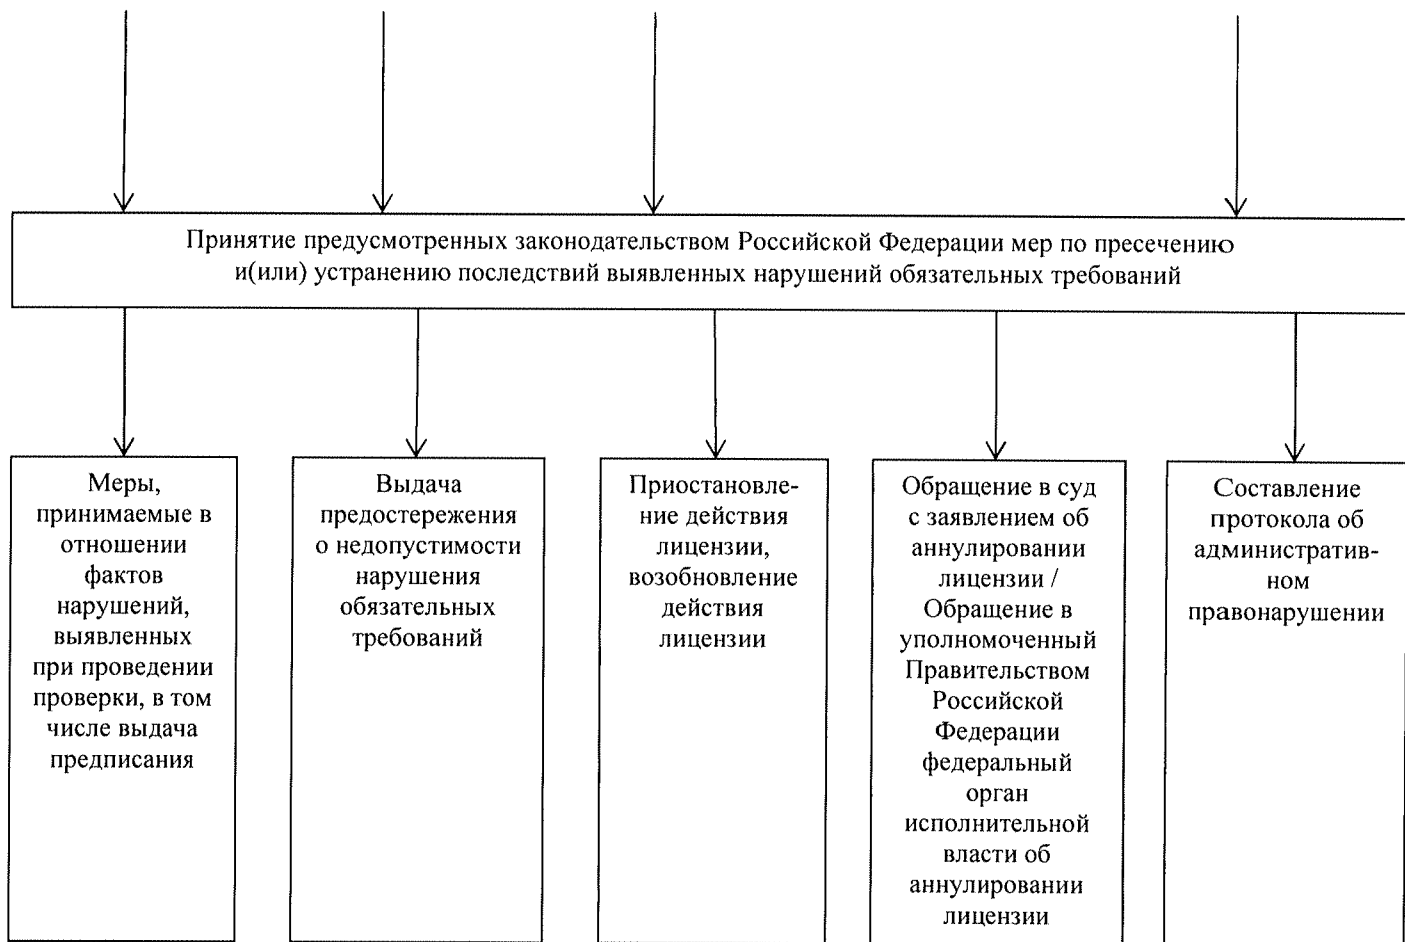 Принятие предусмотренных законодательством Российской Федерации мер по пресечению
и(или) устранению последствий выявленных нарушений обязательных требований
Меры,
принимаемые в
отношении
фактов
нарушений,
выявленных
при проведении
проверки, в том
числе выдача
предписания
Выдача
предостережения
о недопустимости
нарушения
обязательных
требований
Приостановле-
ние действия
лицензии,
возобновление
действия
лицензии
Обращение в суд
с заявлением об
аннулировании
лицензии /
Обращение в
уполномоченный
Правительством
Российской
Федерации
федеральный
орган
исполнительной
власти об
аннулировании
лицензии
Составление
протокола об
административ-
ном
правонарушении